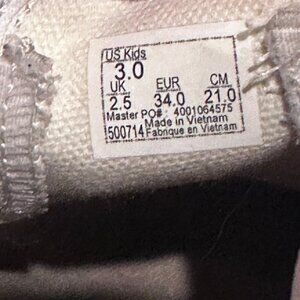 US Kids
3.0
UK EUR CM
2.5 34.0 21.0
Master PO#: 4001064575
Made in Vietnam
500714 Fabrique en Vietnam